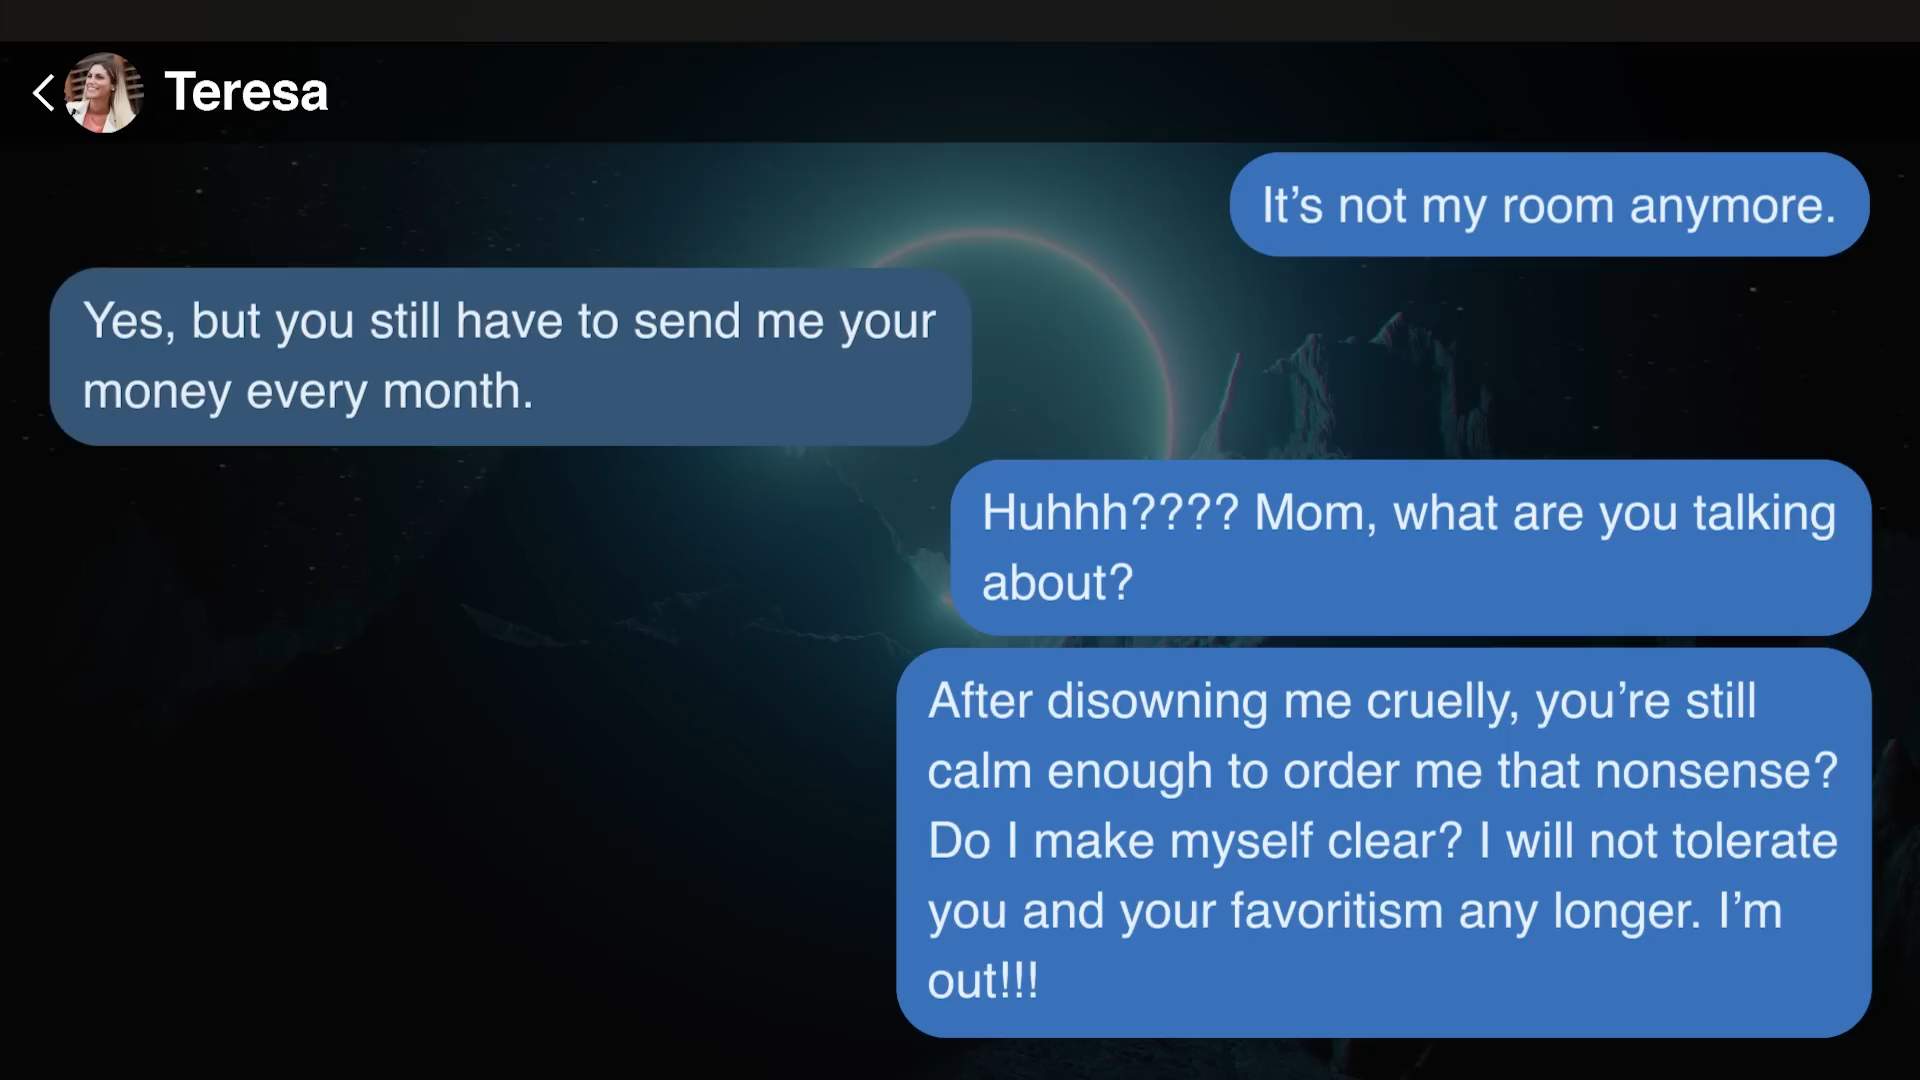 Teresa
It’s not my room anymore.
Yes, but you still have to send me your
money every month.
Huhhh???? Mom, what are you talking
about?
After disowning me cruelly, you’re still
calm enough to order me that nonsense?
Do I make myself clear? I will not tolerate
you and your favoritism any longer. I’m
out!!!